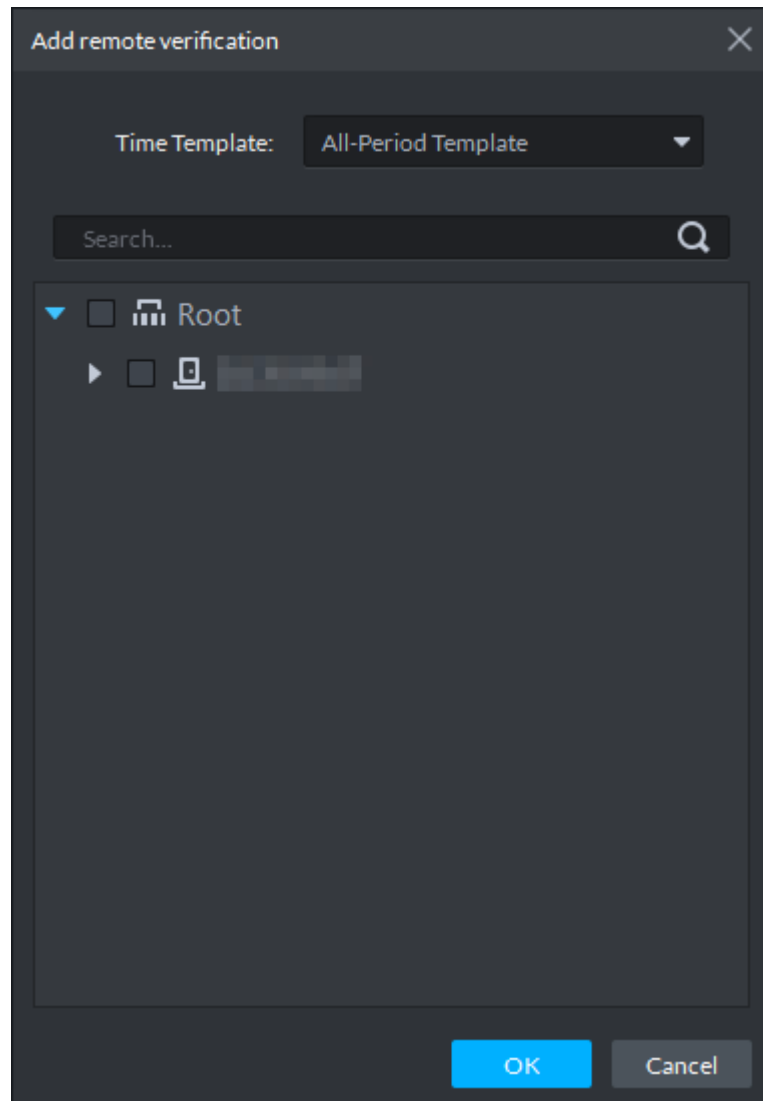 Add remote verification
Time Template: All-Period Template
Search...
Root
OK Cancel